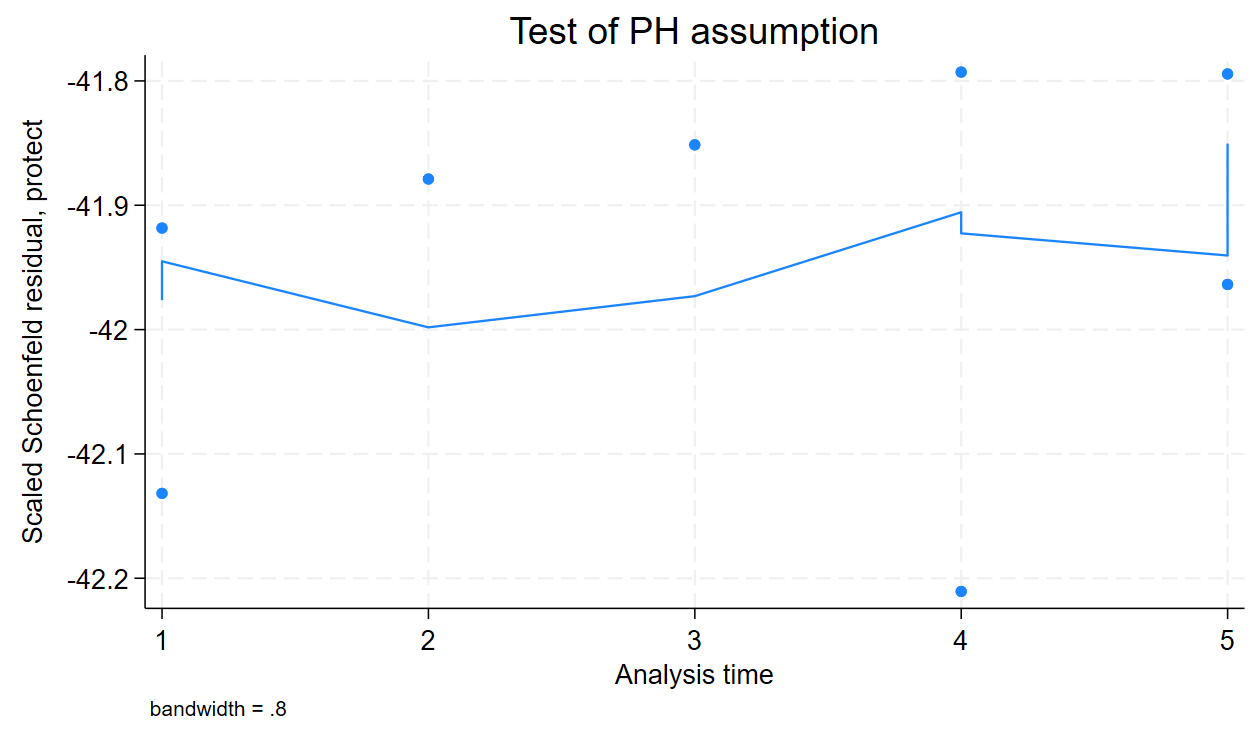 Test of PH assumption
Scaled Schoenfeld residual, protect
-41.8
-41.9
-42
-42.1
-42.2
1 2 3 4 5
Analysis time
bandwidth = .8